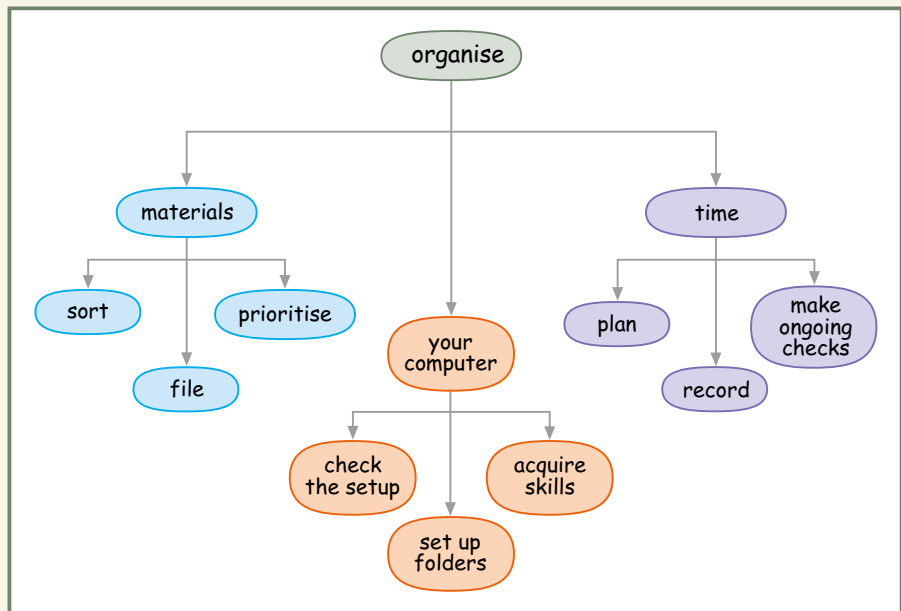 organise
materials
time
sort
prioritise
file
your
computer
plan
make
ongoing
checks
record
check
the setup
acquire
skills
set up
folders